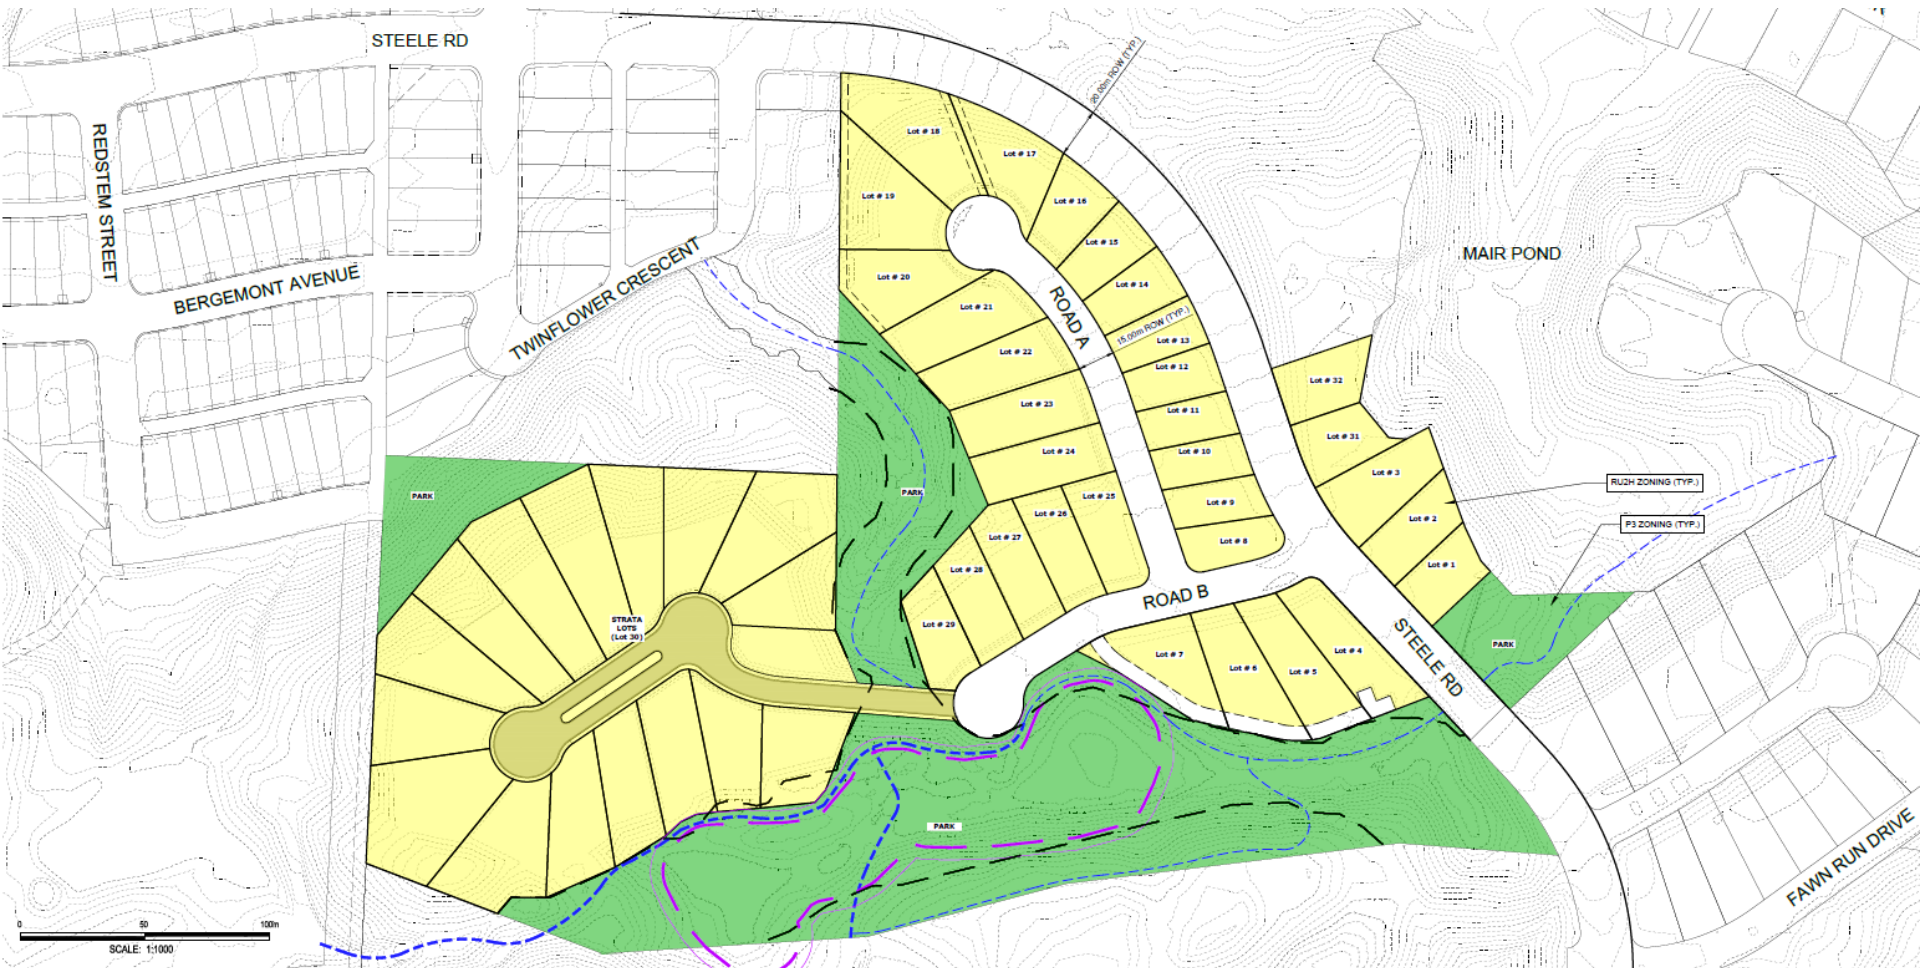 STEELE RD
20.00m ROW (TYP.)
Lot # 18
Lot # 17
REDSTEM STREET
Lot # 19
Lot # 16
Lot # 15
MAIR POND
BERGEMONT AVENUE
TWINFLOWER CRESCENT
Lot # 20
Lot # 14
Lot # 21
ROAD A
15.00m ROW (TYP.)
Lot # 13
Lot # 22
Lot # 12
Lot # 32
Lot # 23
Lot # 11
Lot # 31
Lot # 24
Lot # 10
Lot # 3
RU2H ZONING (TYP.)
PARK
PARK
Lot # 25
Lot # 9
Lot # 26
Lot # 2
P3 ZONING (TYP.)
Lot # 27
Lot # 8
Lot # 28
Lot # 1
ROAD B
STRATA
LOTS
(Lot 30)
Lot # 29
Lot # 7
Lot # 6
Lot # 5
Lot # 4
STEELE RD
PARK
PARK
FAWN RUN DRIVE
0 50 100m
SCALE: 1:1000